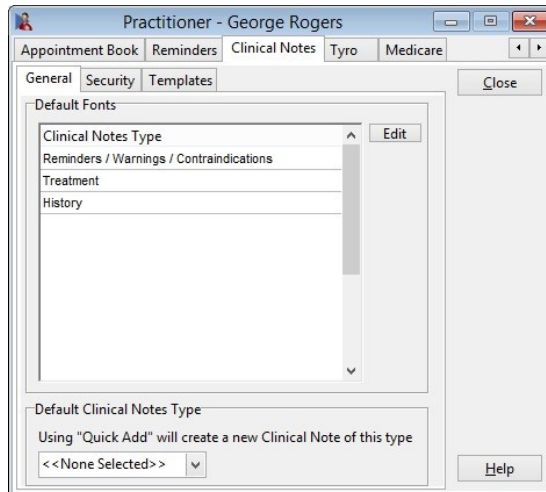 Practitioner - George Rogers
Appointment Book Reminders Clinical Notes Tyro Medicare
General Security Templates
Close
Default Fonts
Clinical Notes Type
Edit
Reminders / Warnings / Contraindications
Treatment
History
Default Clinical Notes Type
Using "Quick Add" will create a new Clinical Note of this type
<<None Selected>>
Help